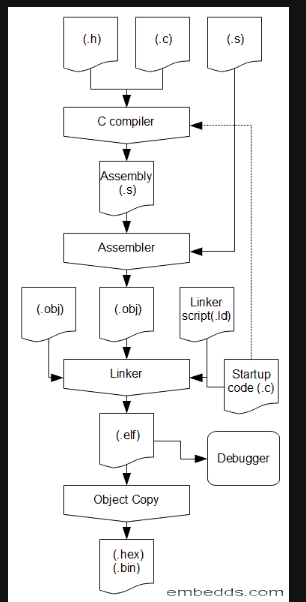 (.h)
(.c)
(.s)
C compiler
Assembly
(.s)
Assembler
(.obj)
(.obj)
Linker
script(.ld)
Linker
Startup
code (.c)
(.elf)
Debugger
Object Copy
(.hex)
(.bin)
embedds.com